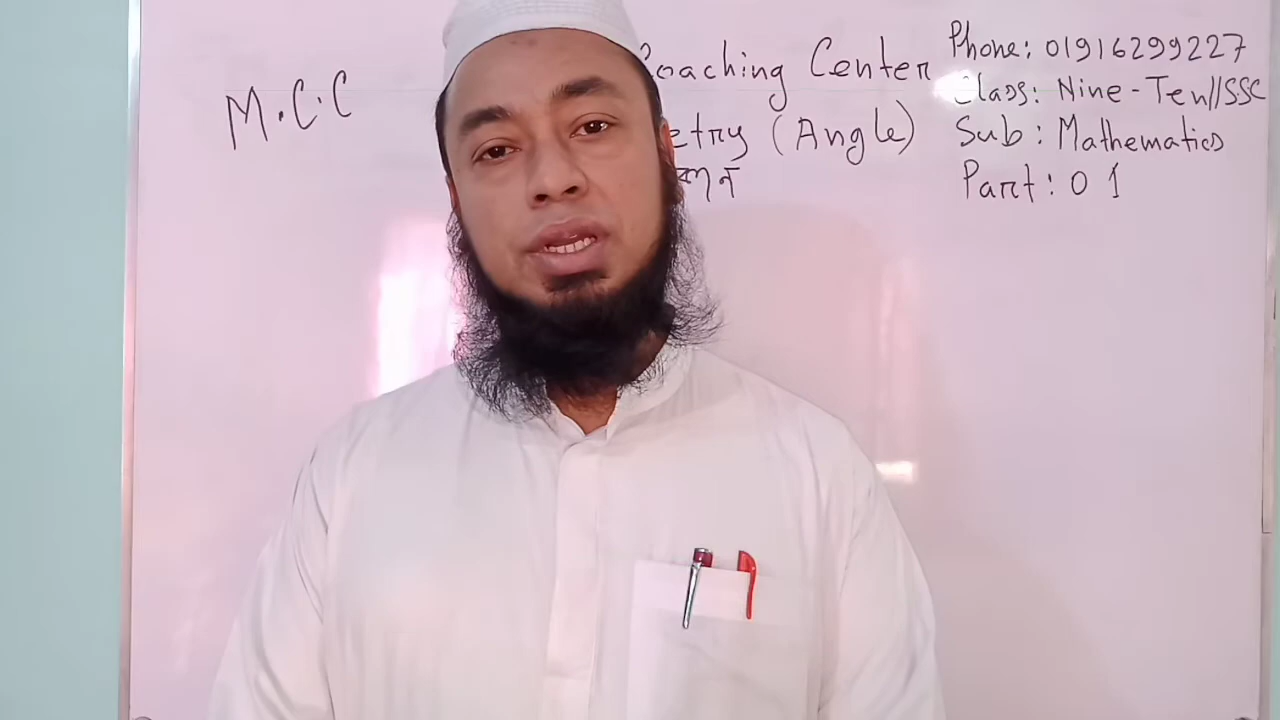 M.C.C
Coaching Center
(Angle)
Phone: 01916299227
Class: Nine-Ten//SSC
Sub: Mathematics
Part: 01